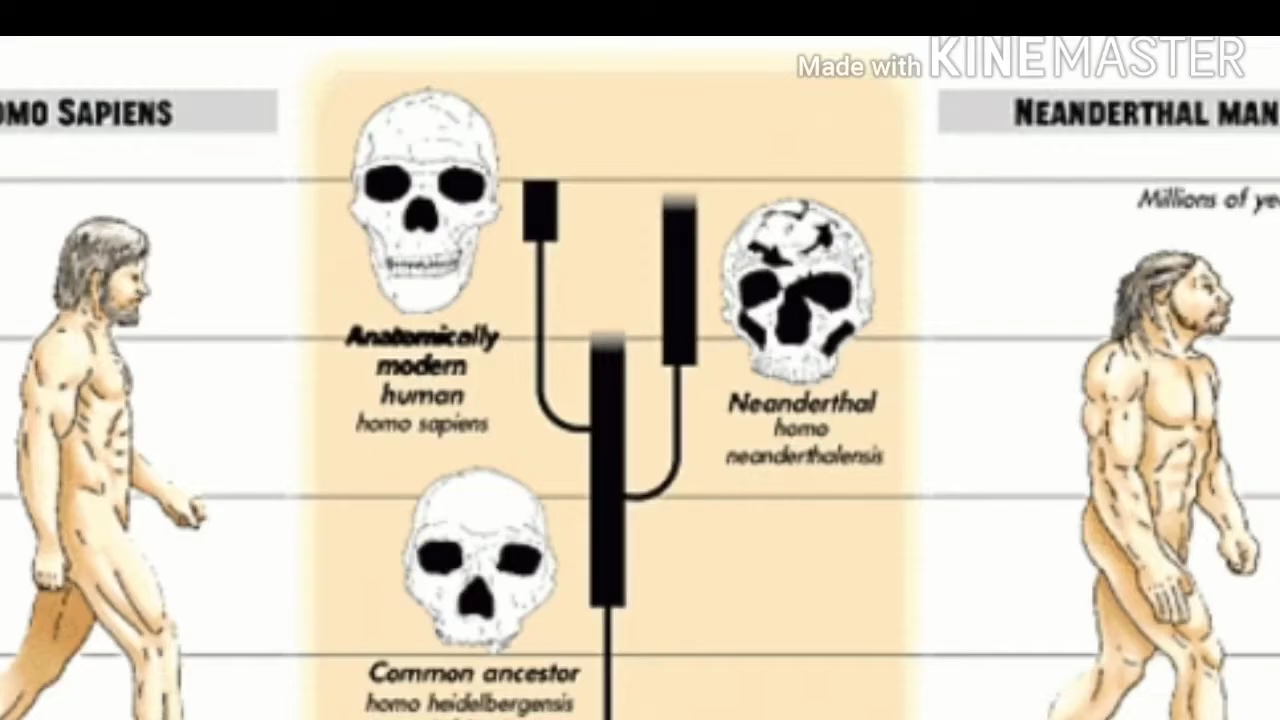 Made with KINEMASTER
OMO SAPIENS
NEANDERTHAL MAN
Millions of ye
Anatomically
modern
human
homo sapiens
Neanderthal
homo
neanderthalensis
Common ancestor
homo heidelbergensis